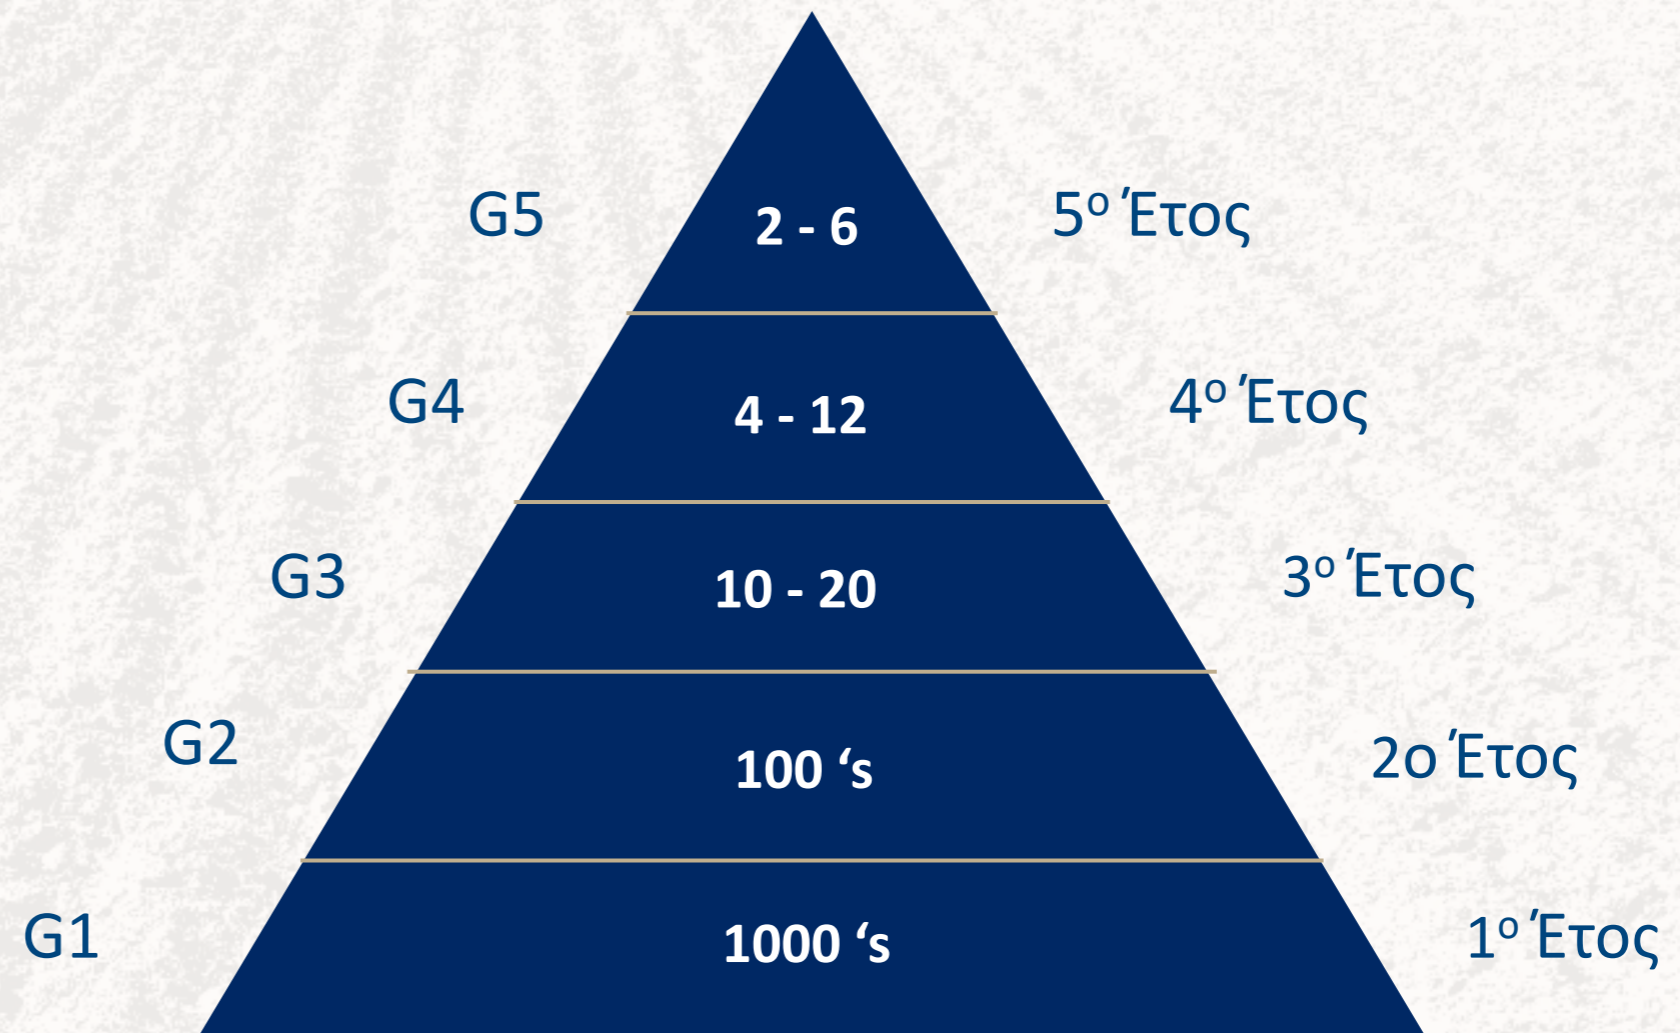 G5 2 - 6 5ο Έτος
G4 4 - 12 4ο Έτος
G3 10 - 20 3ο Έτος
G2 100 ‘s 2ο Έτος
G1 1000 ‘s 1ο Έτος